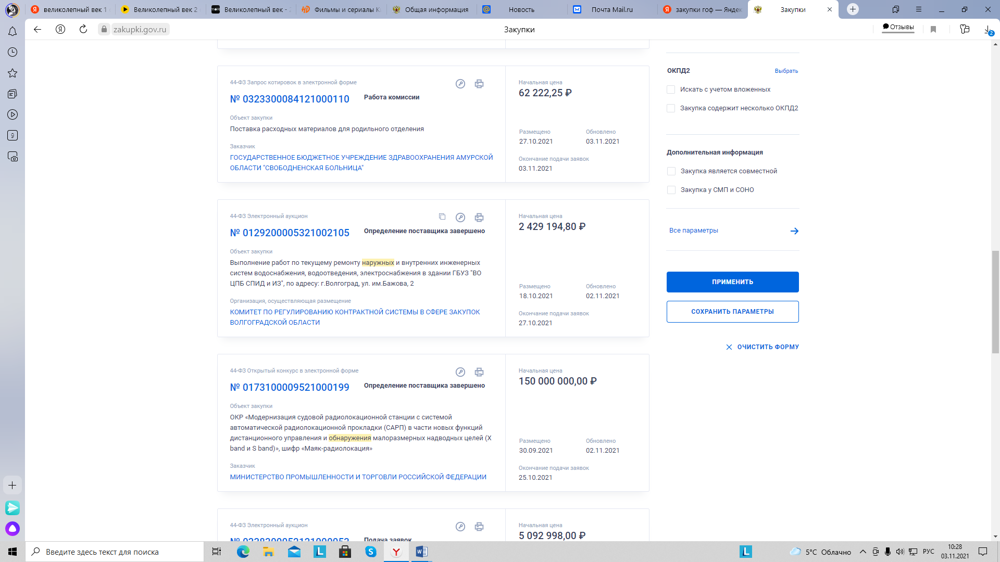 великолепный век 1
Великолепный век 2
Великолепный век -
Фильмы и сериалы
Общая информация
Новость
Почта Mail.ru
закупки гоф — Яндек
Закупки
zakupki.gov.ru
Закупки
Отзывы
2
9
44-ФЗ Запрос котировок в электронной форме
№ 0323300084121000110
Работа комиссии
Объект закупки
Поставка расходных материалов для родильного отделения
Заказчик
ГОСУДАРСТВЕННОЕ БЮДЖЕТНОЕ УЧРЕЖДЕНИЕ ЗДРАВООХРАНЕНИЯ АМУРСКОЙ
ОБЛАСТИ "СВОБОДНЕНСКАЯ БОЛЬНИЦА"
Начальная цена
62 222,25 ₽
Размещено
Обновлено
27.10.2021
03.11.2021
Окончание подачи заявок
03.11.2021
44-ФЗ Электронный аукцион
№ 0129200005321002105
Определение поставщика завершено
Объект закупки
Выполнение работ по текущему ремонту наружных и внутренних инженерных
систем водоснабжения, водоотведения, электроснабжения в здании ГБУЗ "ВО
ЦПБ СПИД и ИЗ", по адресу: г.Волгоград, ул. им.Бажова, 2
Организация, осуществляющая размещение
КОМИТЕТ ПО РЕГУЛИРОВАНИЮ КОНТРАКТНОЙ СИСТЕМЫ В СФЕРЕ ЗАКУПОК
ВОЛГОГРАДСКОЙ ОБЛАСТИ
Начальная цена
2 429 194,80 ₽
Размещено
Обновлено
18.10.2021
02.11.2021
Окончание подачи заявок
27.10.2021
44-ФЗ Открытый конкурс в электронной форме
№ 0173100009521000199
Определение поставщика завершено
Объект закупки
ОКР «Модернизация судовой радиолокационной станции с системой
автоматической радиолокационной прокладки (САРП) в части новых функций
дистанционного управления и обнаружения малоразмерных надводных целей (X
band и S band)», шифр «Маяк-радиолокация»
Заказчик
МИНИСТЕРСТВО ПРОМЫШЛЕННОСТИ И ТОРГОВЛИ РОССИЙСКОЙ ФЕДЕРАЦИИ
Начальная цена
150 000 000,00 ₽
Размещено
Обновлено
30.09.2021
02.11.2021
Окончание подачи заявок
25.10.2021
44-ФЗ Электронный аукцион
Подача заявок
Начальная цена
5 092 998,00 ₽
ОКПД2
Выбрать
Искать с учетом вложенных
Закупка содержит несколько ОКПД2
Дополнительная информация
Закупка является совместной
Закупка у СМП и СОНО
Все параметры
ПРИМЕНИТЬ
СОХРАНИТЬ ПАРАМЕТРЫ
ОЧИСТИТЬ ФОРМУ
Введите здесь текст для поиска
5°C Облачно
РУС
10:28
03.11.2021